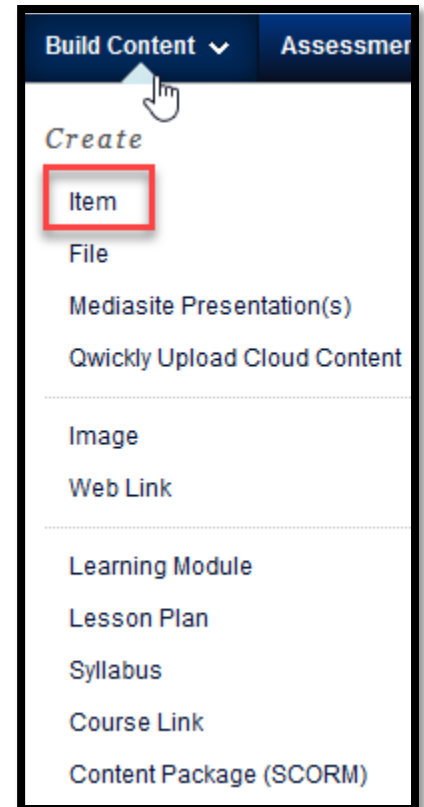 Build Content Assessmen
Create
Item
File
Mediasite Presentation(s)
Qwickly Upload Cloud Content
Image
Web Link
Learning Module
Lesson Plan
Syllabus
Course Link
Content Package (SCORM)